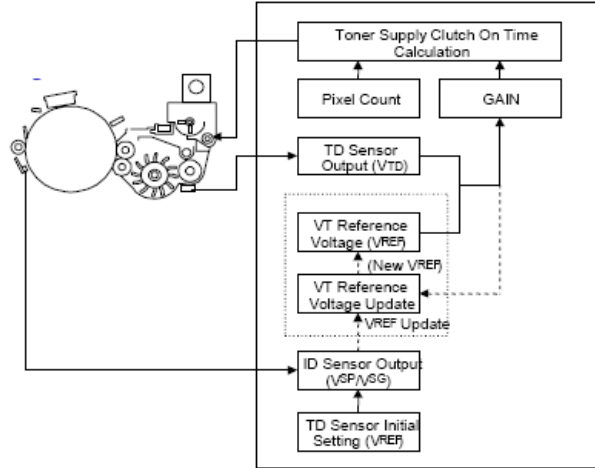 Toner Supply Clutch On Time
Calculation
Pixel Count
GAIN
TD Sensor
Output (VTD)
VT Reference
Voltage (VREF)
(New VREF)
VT Reference
Voltage Update
VREF Update
ID Sensor Output
(VSP/VSG)
TD Sensor Initial
Setting (VREF)